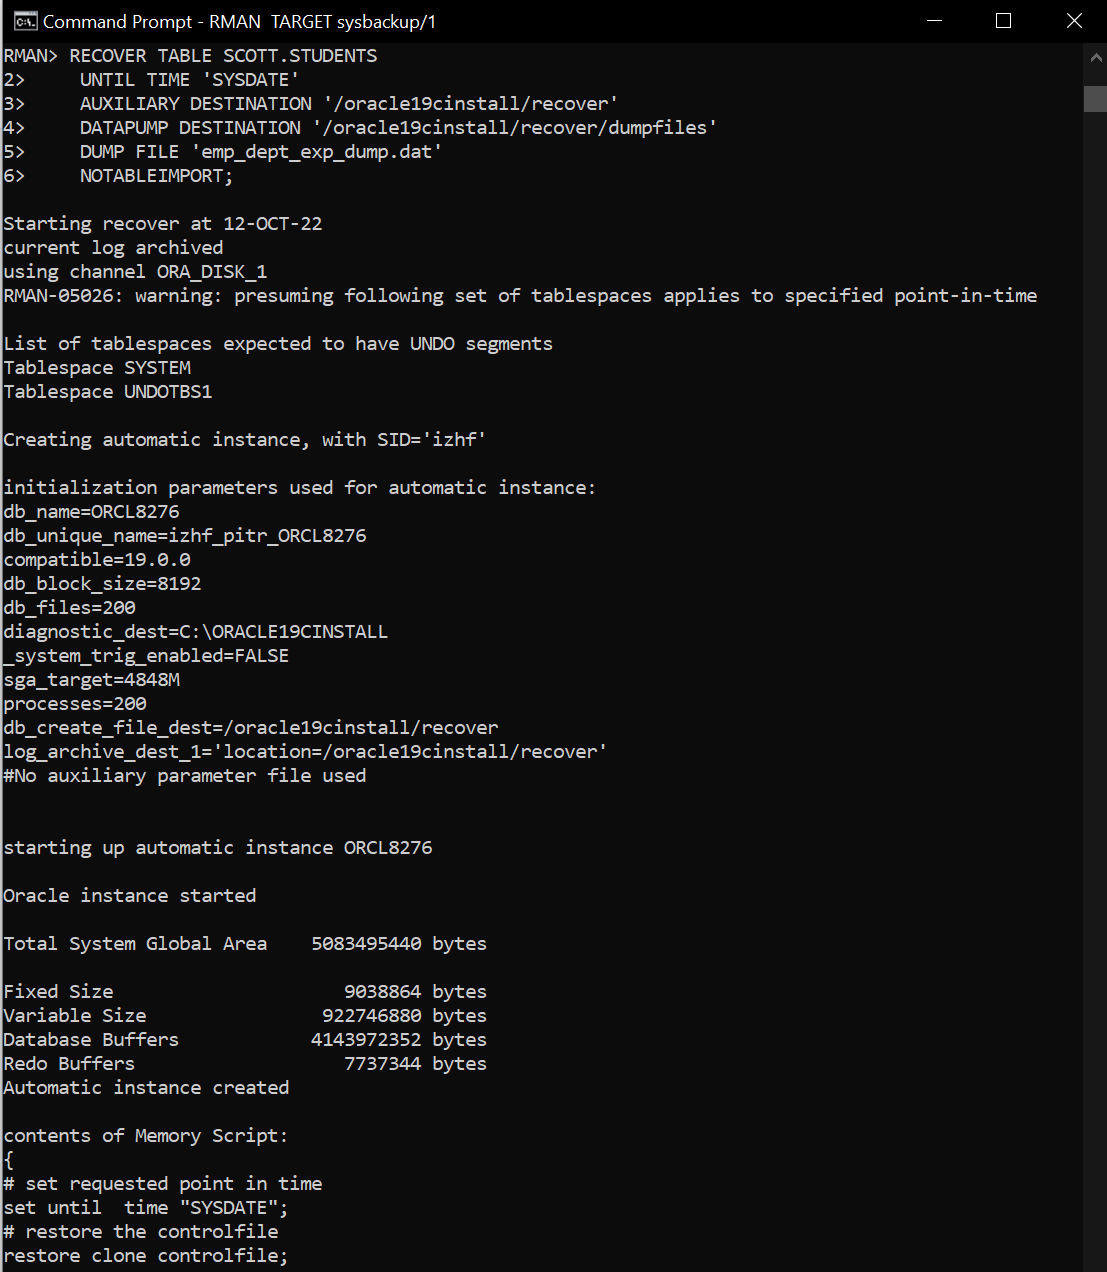 Command Prompt - RMAN  TARGET sysbackup/1
RMAN> RECOVER TABLE SCOTT.STUDENTS
2>     UNTIL TIME 'SYSDATE'
3>     AUXILIARY DESTINATION '/oracle19cinstall/recover'
4>     DATAPUMP DESTINATION '/oracle19cinstall/recover/dumpfiles'
5>     DUMP FILE 'emp_dept_exp_dump.dat'
6>     NOTABLEIMPORT;
Starting recover at 12-OCT-22
current log archived
using channel ORA_DISK_1
RMAN-05026: warning: presuming following set of tablespaces applies to specified point-in-time
List of tablespaces expected to have UNDO segments
Tablespace SYSTEM
Tablespace UNDOTBS1
Creating automatic instance, with SID='izhf'
initialization parameters used for automatic instance:
db_name=ORCL8276
db_unique_name=izhf_pitr_ORCL8276
compatible=19.0.0
db_block_size=8192
db_files=200
diagnostic_dest=C:\ORACLE19CINSTALL
_system_trig_enabled=FALSE
sga_target=4848M
processes=200
db_create_file_dest=/oracle19cinstall/recover
log_archive_dest_1='location=/oracle19cinstall/recover'
#No auxiliary parameter file used
starting up automatic instance ORCL8276
Oracle instance started
Total System Global Area    5083495440 bytes
Fixed Size                     9038864 bytes
Variable Size                922746880 bytes
Database Buffers            4143972352 bytes
Redo Buffers                   7737344 bytes
Automatic instance created
contents of Memory Script:
{
# set requested point in time
set until  time "SYSDATE";
# restore the controlfile
restore clone controlfile;